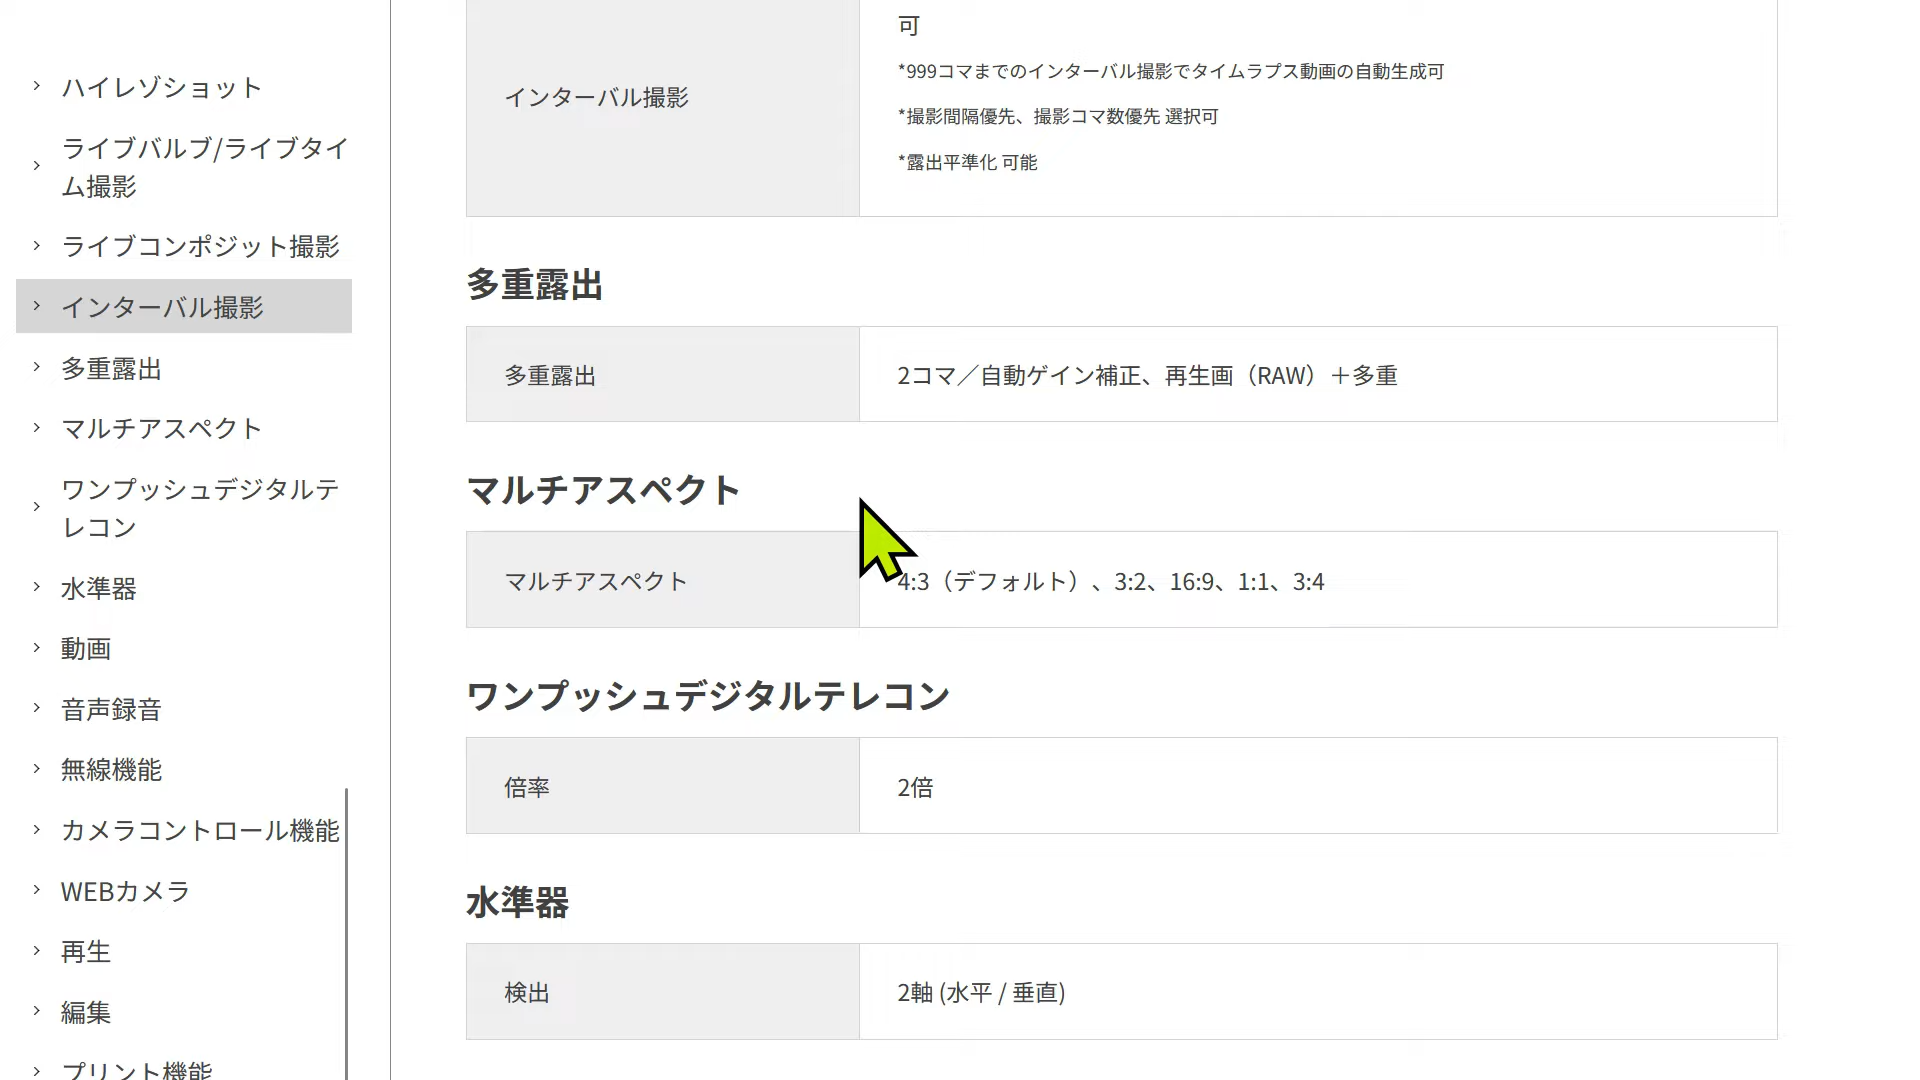 ハイレゾショット
ライブバルブ/ライブタイ
ム撮影
ライブコンポジット撮影
インターバル撮影
多重露出
マルチアスペクト
ワンプッシュデジタルテ
レコン
水準器
動画
音声録音
無線機能
カメラコントロール機能
WEBカメラ
再生
編集
プリント機能
インターバル撮影
可
*999コマまでのインターバル撮影でタイムラプス動画の自動生成可
*撮影間隔優先、撮影コマ数優先 選択可
*露出平準化 可能
多重露出
多重露出
2コマ／自動ゲイン補正、再生画（RAW）＋多重
マルチアスペクト
マルチアスペクト
4:3（デフォルト）、3:2、16:9、1:1、3:4
ワンプッシュデジタルテレコン
倍率
2倍
水準器
検出
2軸 (水平 / 垂直)